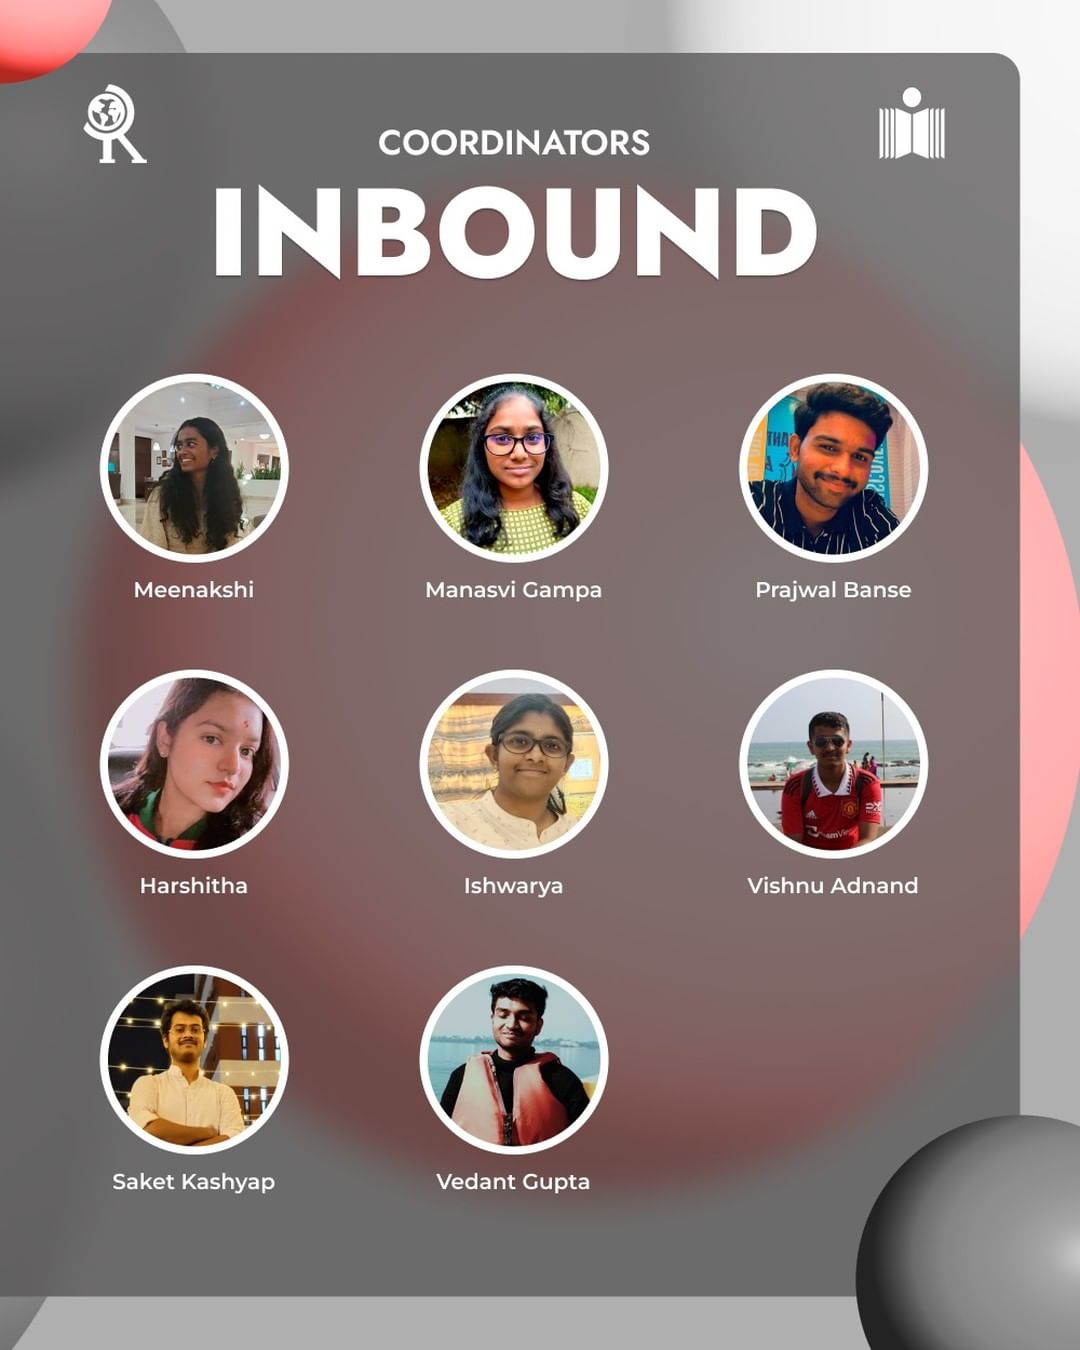 COORDINATORS
INBOUND
Meenakshi
Manasvi Gampa
Prajwal Banse
Harshitha
Ishwarya
Vishnu Adnand
Saket Kashyap
Vedant Gupta